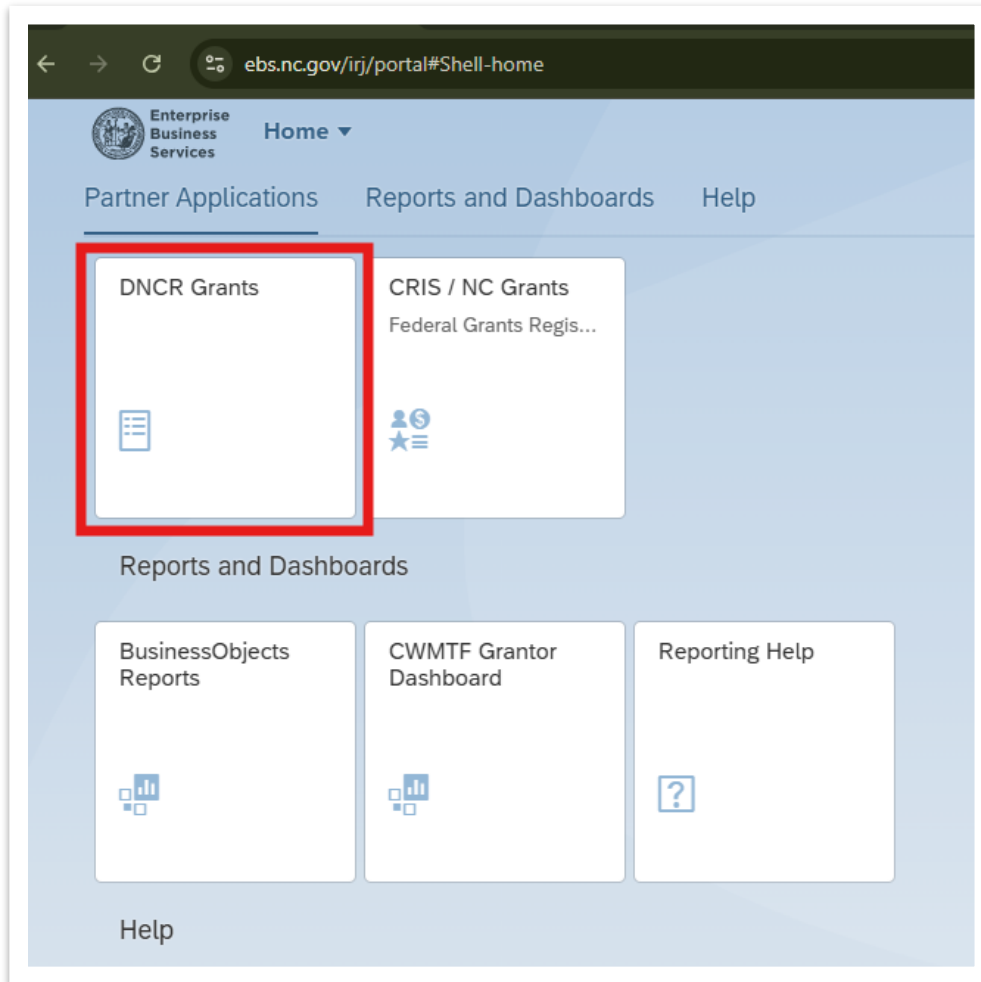 ebs.nc.gov/irj/portal#Shell-home
Enterprise
Business
Services
Home
Partner Applications Reports and Dashboards Help
DNCR Grants
CRIS / NC Grants
Federal Grants Regis...
Reports and Dashboards
BusinessObjects
Reports
CWMTF Grantor
Dashboard
Reporting Help
Help